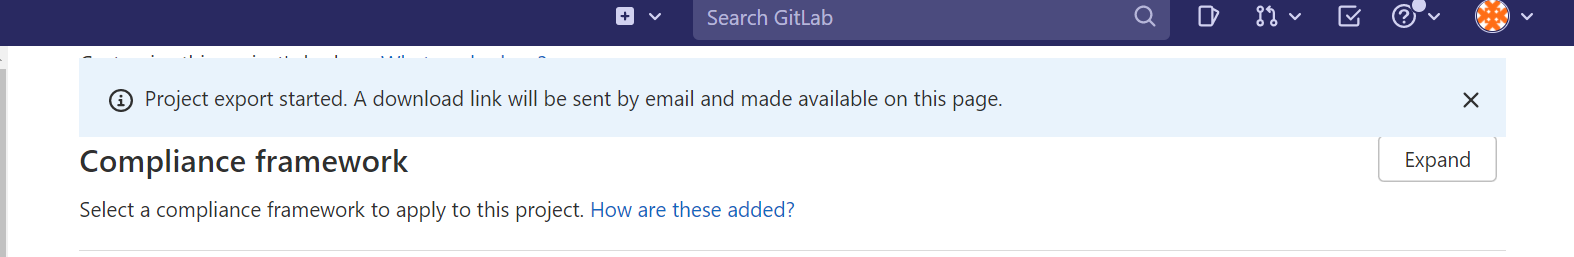 Search GitLab
Project export started. A download link will be sent by email and made available on this page.
Compliance framework
Expand
Select a compliance framework to apply to this project. How are these added?